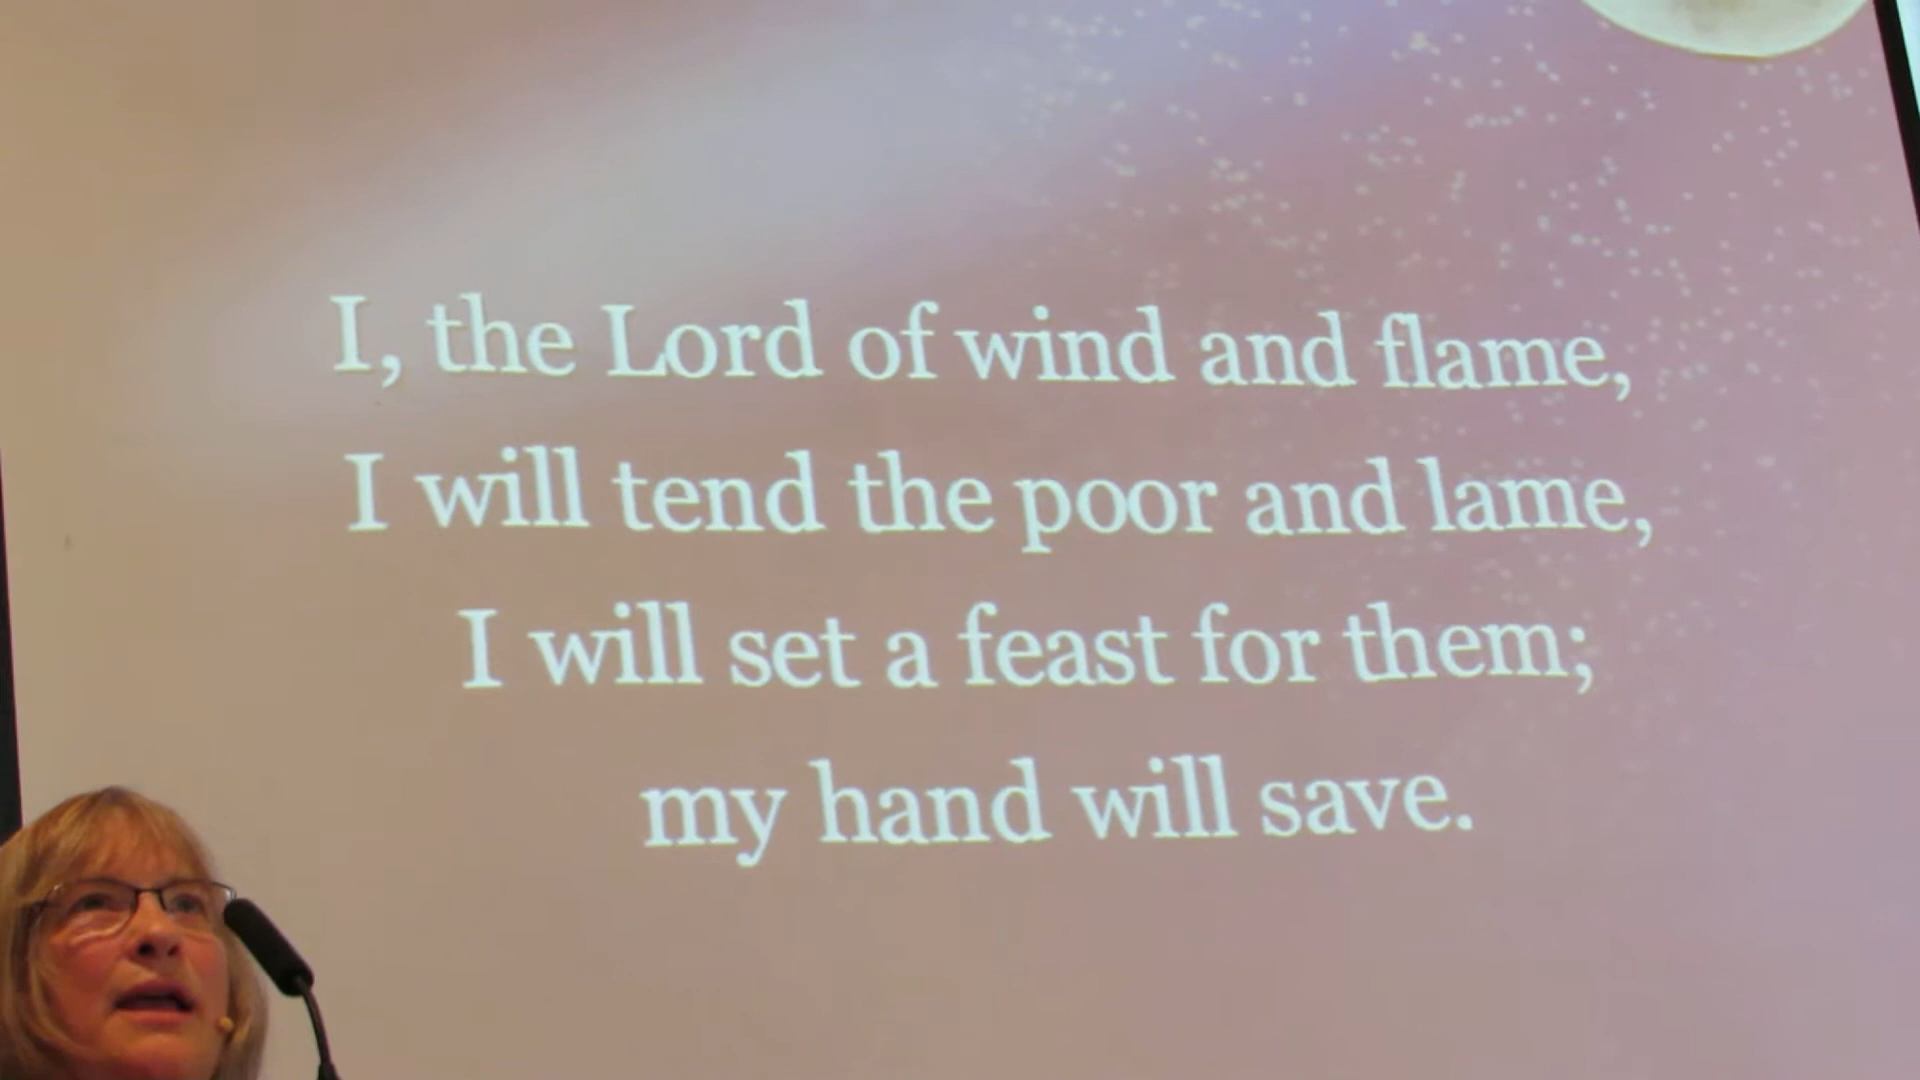 I, the Lord of wind and flame,
I will tend the poor and lame,
I will set a feast for them;
my hand will save.